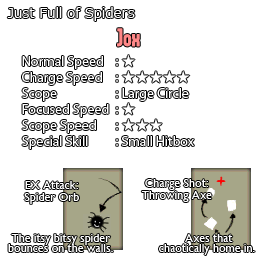 Just Full of Spiders
Jox
Normal Speed : ☆
Charge Speed : ☆☆☆☆☆
Scope : Large Circle
Focused Speed : ☆
Scope Speed : ☆☆☆
Special Skill : Small Hitbox
EX Attack:
Spider Orb
The itsy bitsy spider
bounces on the walls.
Charge Shot:
Throwing Axe
Axes that
chaotically home in.